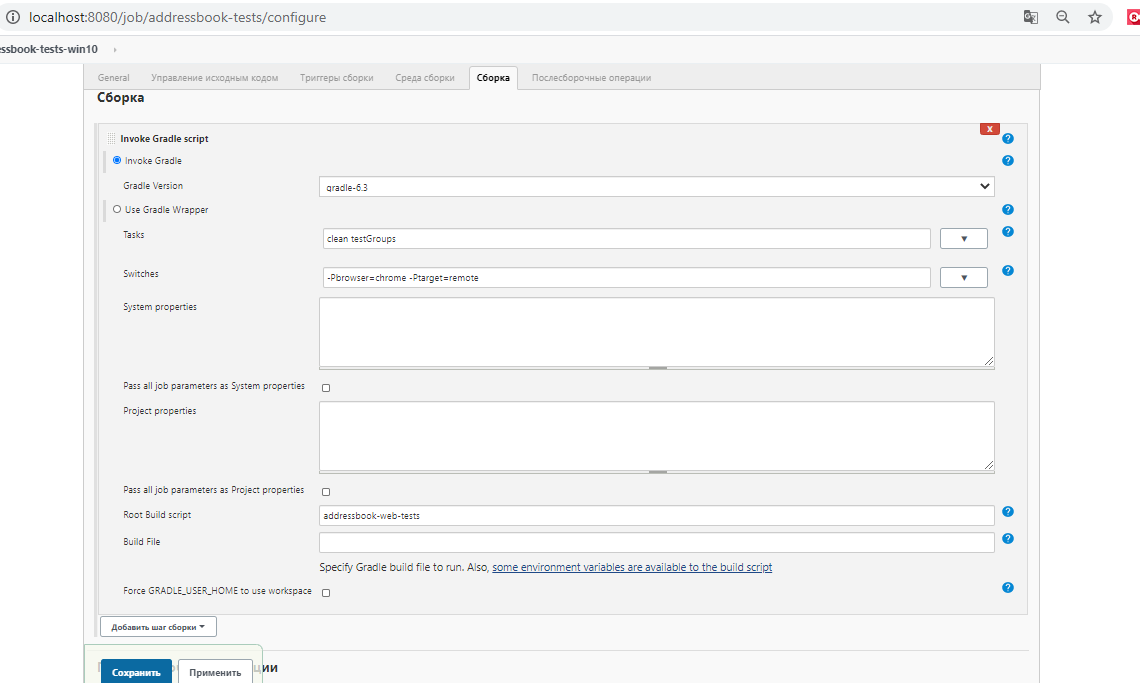 localhost:8080/job/addressbook-tests/configure
essbook-tests-win10
General Управление исходным кодом Триггеры сборки Среда сборки Сборка Послесборочные операции
Сборка
Invoke Gradle script
X
Invoke Gradle
Gradle Version
gradle-6.3
Use Gradle Wrapper
Tasks
clean testGroups
Switches
-Pbrowser=chrome -Ptarget=remote
System properties
Pass all job parameters as System properties
Project properties
Pass all job parameters as Project properties
Root Build script
addressbook-web-tests
Build File
Specify Gradle build file to run. Also, some environment variables are available to the build script
Force GRADLE_USER_HOME to use workspace
Добавить шаг сборки
Сохранить Применить